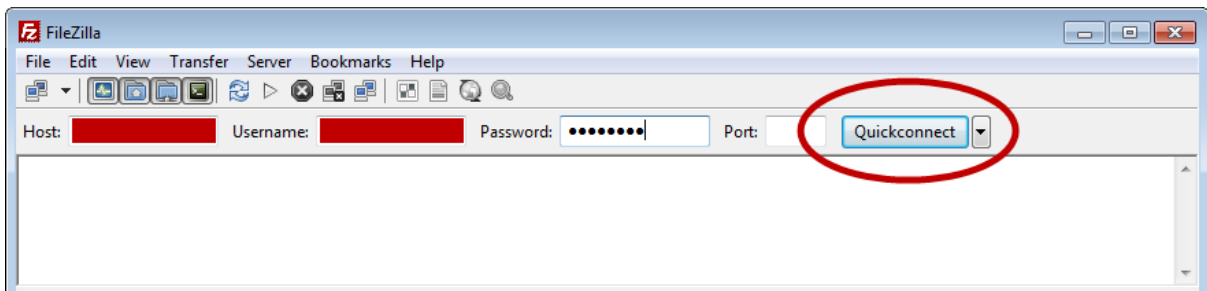 FileZilla
File Edit View Transfer Server Bookmarks Help
Host: Username: Password: ●●●●●●●● Port: Quickconnect